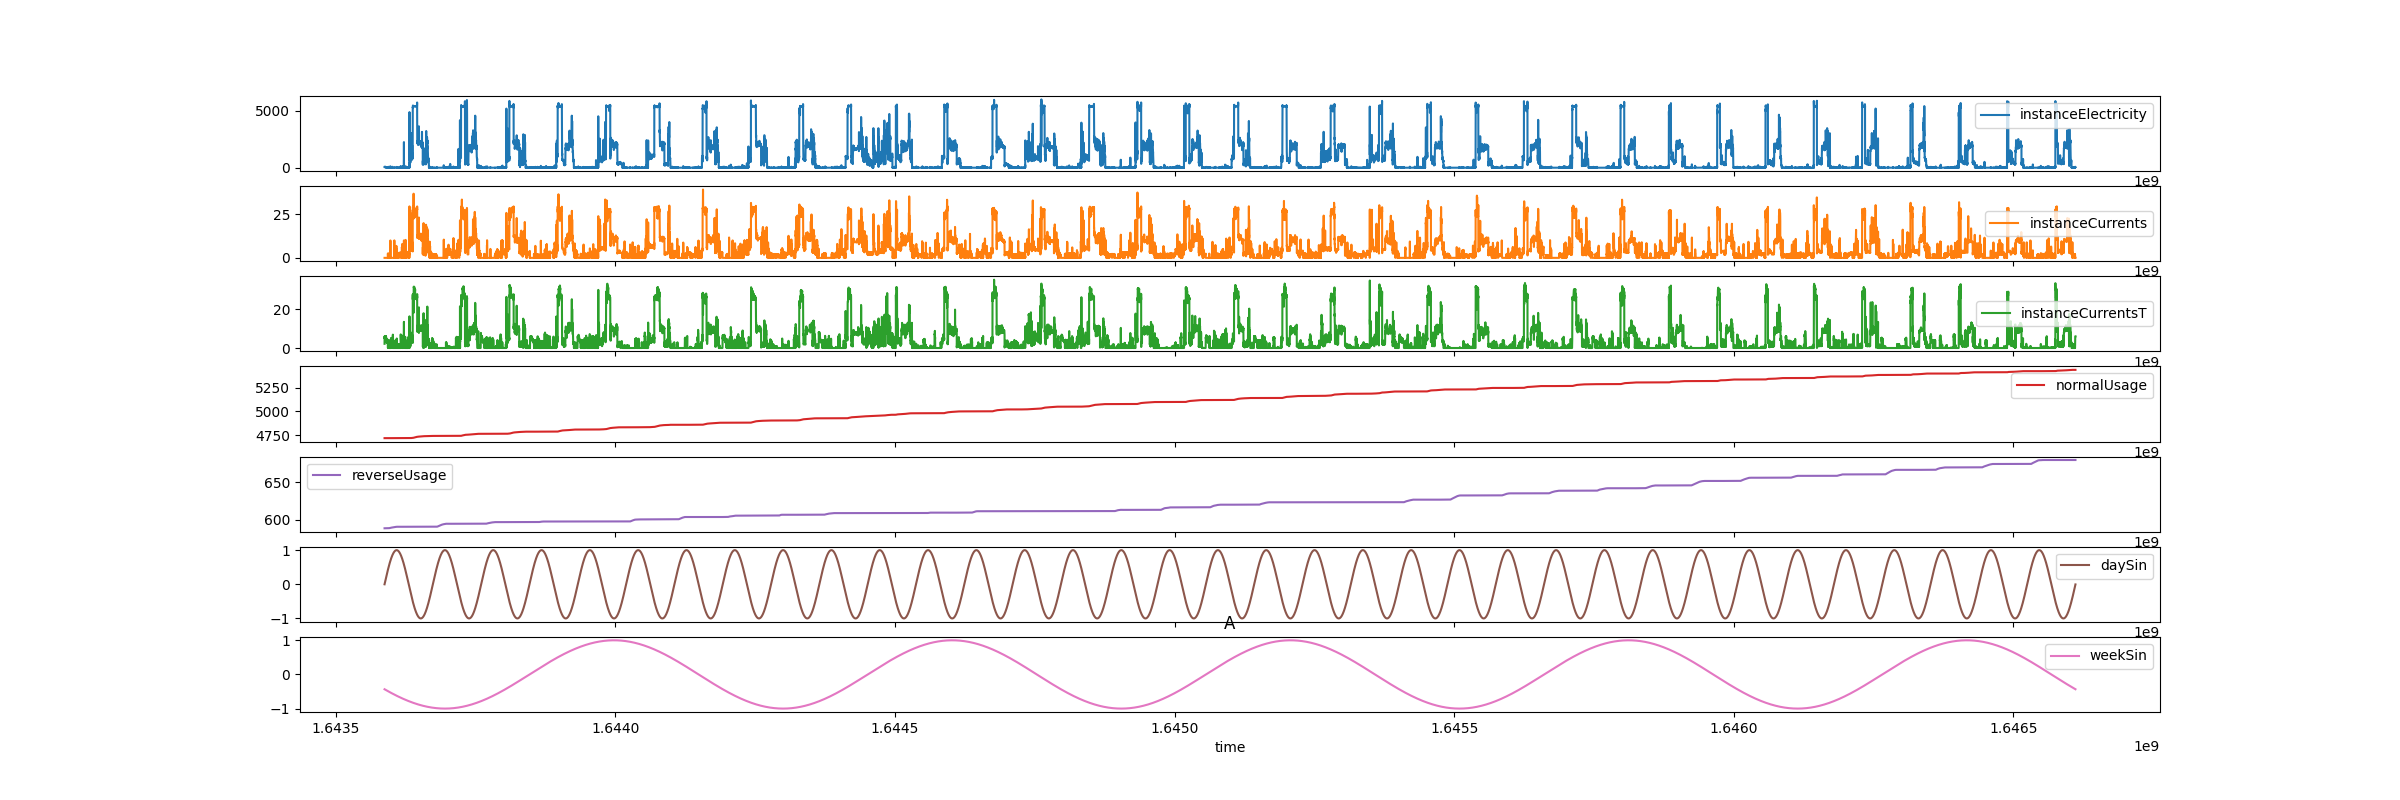 5000
0
instanceElectricity
1e9
25
0
instanceCurrents
1e9
20
0
instanceCurrentsT
1e9
5250
5000
4750
normalUsage
1e9
650
600
reverseUsage
1e9
1
0
−1
daySin
1e9
A
1
0
−1
weekSin
1.6435 1.6440 1.6445 1.6450 1.6455 1.6460 1.6465
time
1e9